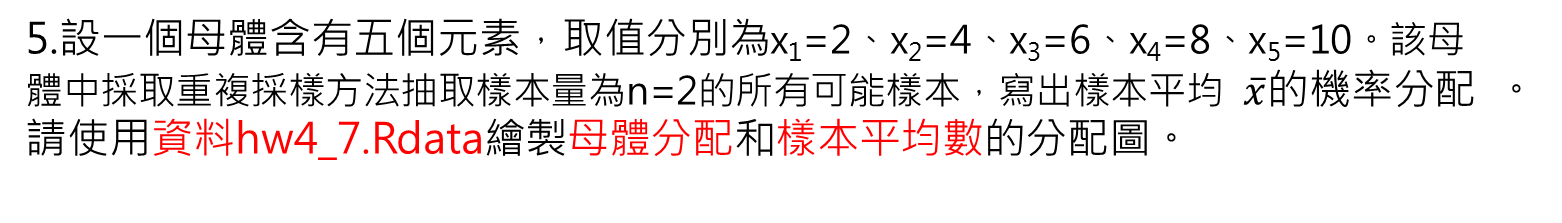 5.設一個母體含有五個元素，取值分別為x₁=2、x₂=4、x₃=6、x₄=8、x₅=10。該母
體中採取重複採樣方法抽取樣本量為n=2的所有可能樣本，寫出樣本平均 x̄的機率分配 。
請使用資料hw4_7.Rdata繪製母體分配和樣本平均數的分配圖。